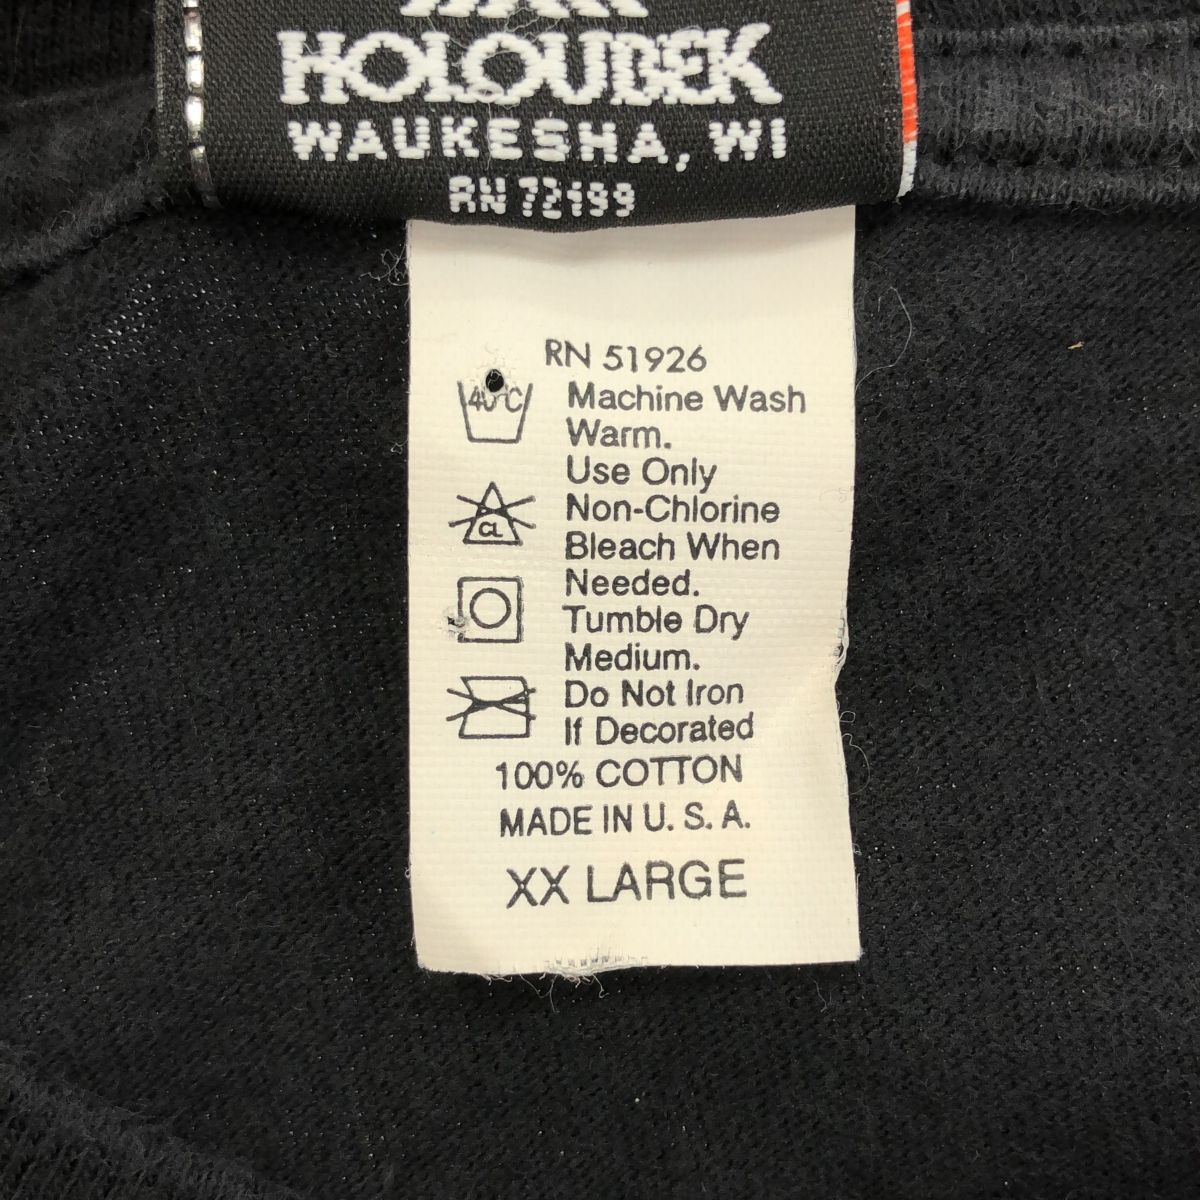 HOLOUBEK
WAUKESHA, WI
RN 72199
RN 51926
40°C
Machine Wash
Warm.
Use Only
CL
Non-Chlorine
Bleach When
Needed.
Tumble Dry
Medium.
Do Not Iron
If Decorated
100% COTTON
MADE IN U. S. A.
XX LARGE